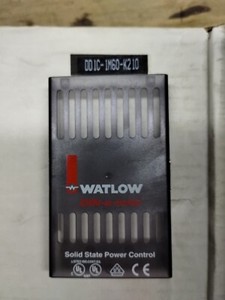 DD1C-1M60-K210
WATLOW
Solid State Power Control